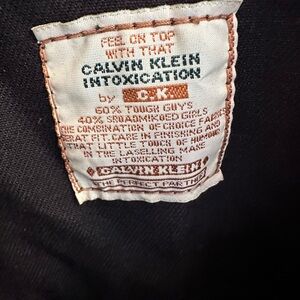 FEEL ON TOP
WITH THAT
CALVIN KLEIN
INTOXICATION
by C.K.
60% TOUGH GUYS
40% BROADMINDED GIRLS
THE COMBINATION OF CHOICE FABRIC
GREAT FIT. CARE IN FINISHING AND
THAT LITTLE TOUCH OF HUMOUR
IN THE LASELLING MAKE
INTOXICATION
CALVIN KLEIN
THE PERFECT PARTNER